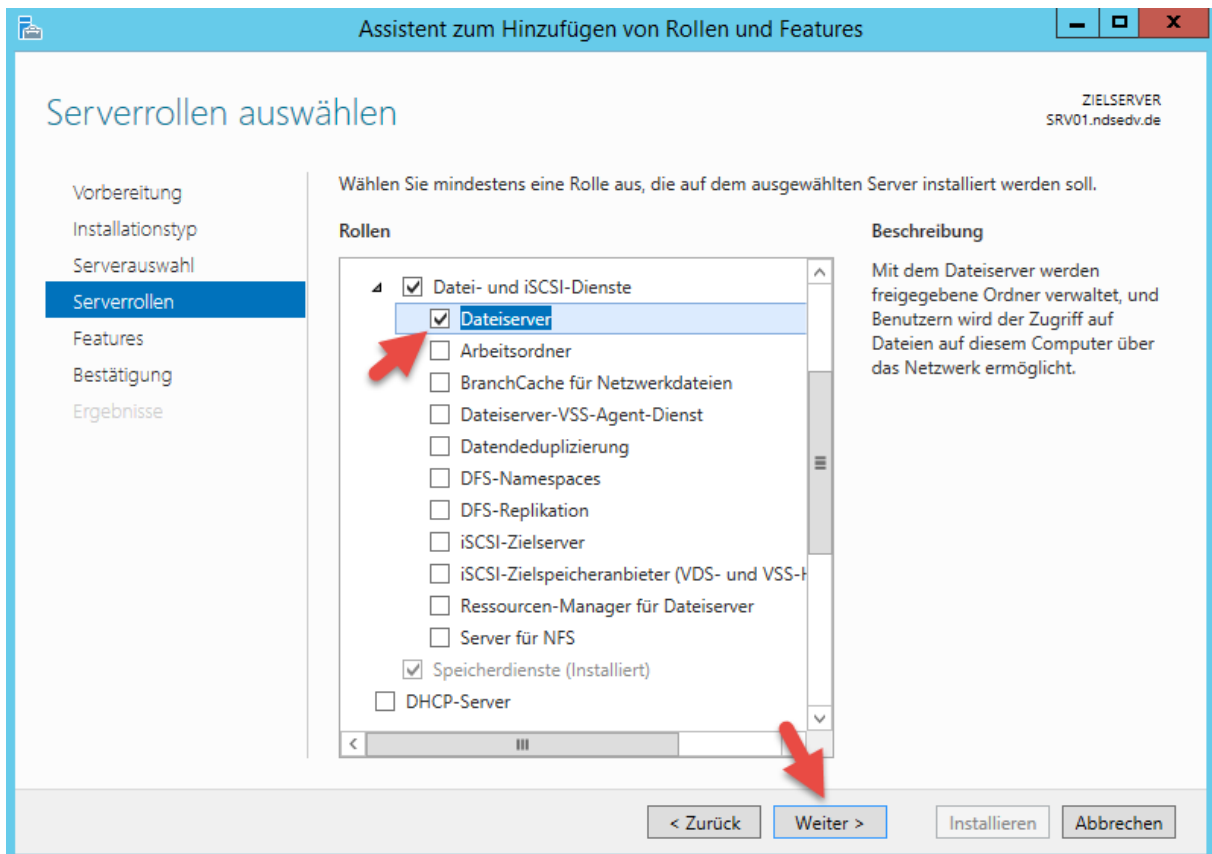 Assistent zum Hinzufügen von Rollen und Features
Serverrollen auswählen
ZIELSERVER
SRV01.ndsedv.de
Vorbereitung
Installationstyp
Serverauswahl
Serverrollen
Features
Bestätigung
Ergebnisse
Wählen Sie mindestens eine Rolle aus, die auf dem ausgewählten Server installiert werden soll.
Rollen
Datei- und iSCSI-Dienste
Dateiserver
Arbeitsordner
BranchCache für Netzwerkdateien
Dateiserver-VSS-Agent-Dienst
Datendeduplizierung
DFS-Namespaces
DFS-Replikation
iSCSI-Zielserver
iSCSI-Zielspeicheranbieter (VDS- und VSS-
Ressourcen-Manager für Dateiserver
Server für NFS
Speicherdienste (Installiert)
DHCP-Server
Beschreibung
Mit dem Dateiserver werden
freigegebene Ordner verwaltet, und
Benutzern wird der Zugriff auf
Dateien auf diesem Computer über
das Netzwerk ermöglicht.
< Zurück
Weiter >
Installieren
Abbrechen